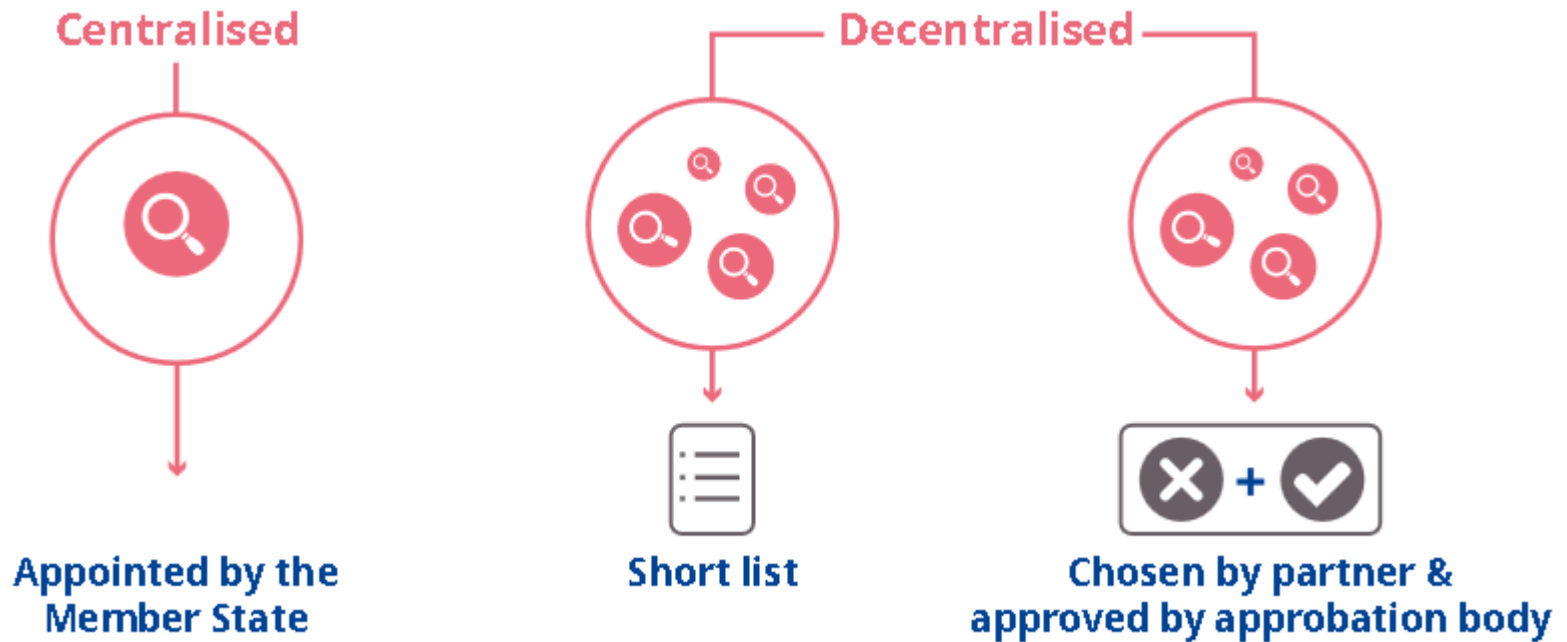 Centralised
Decentralised
Appointed by the
Member State
Short list
+
Chosen by partner &
approved by approbation body